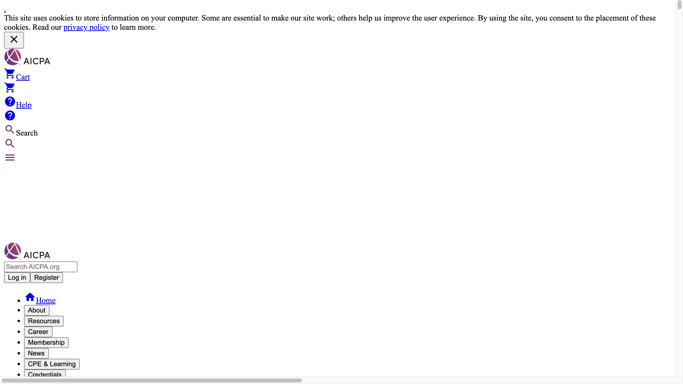 .
This site uses cookies to store information on your computer. Some are essential to make our site work; others help us improve the user experience. By using the site, you consent to the placement of these
cookies. Read our privacy policy to learn more.
AICPA
Cart
Help
Search
AICPA
Search AICPA.org
Log in Register
Home
About
Resources
Career
Membership
News
CPE & Learning
Credentials